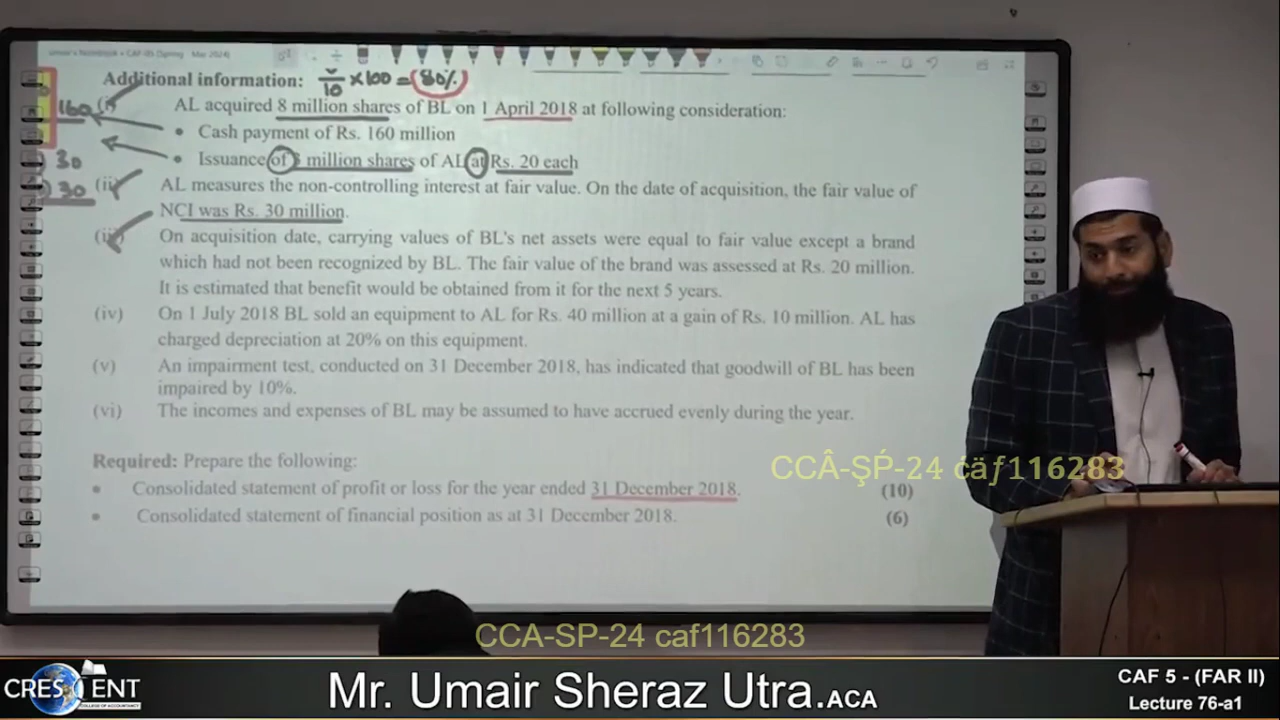 Additional information: /10 ×100 = 80%
160 (i) AL acquired 8 million shares of BL on 1 April 2018 at following consideration:
• Cash payment of Rs. 160 million
30 • Issuance of million shares of AL at Rs. 20 each
30 (ii) AL measures the non-controlling interest at fair value. On the date of acquisition, the fair value of
NCI was Rs. 30 million.
On acquisition date, carrying values of BL's net assets were equal to fair value except a brand
which had not been recognized by BL. The fair value of the brand was assessed at Rs. 20 million.
It is estimated that benefit would be obtained from it for the next 5 years.
(iv) On 1 July 2018 BL sold an equipment to AL for Rs. 40 million at a gain of Rs. 10 million. AL has
charged depreciation at 20% on this equipment.
(v) An impairment test, conducted on 31 December 2018, has indicated that goodwill of BL has been
impaired by 10%.
(vi) The incomes and expenses of BL may be assumed to have accrued evenly during the year.
Required: Prepare the following:
CCÂ-ŞṔ-24 ćäƒ116283
• Consolidated statement of profit or loss for the year ended 31 December 2018. (10)
• Consolidated statement of financial position as at 31 December 2018. (6)
CCA-SP-24 caf116283
CRESCENT
COLLEGE OF ACCOUNTANCY
Mr. Umair Sheraz Utra.ACA
CAF 5 - (FAR II)
Lecture 76-a1